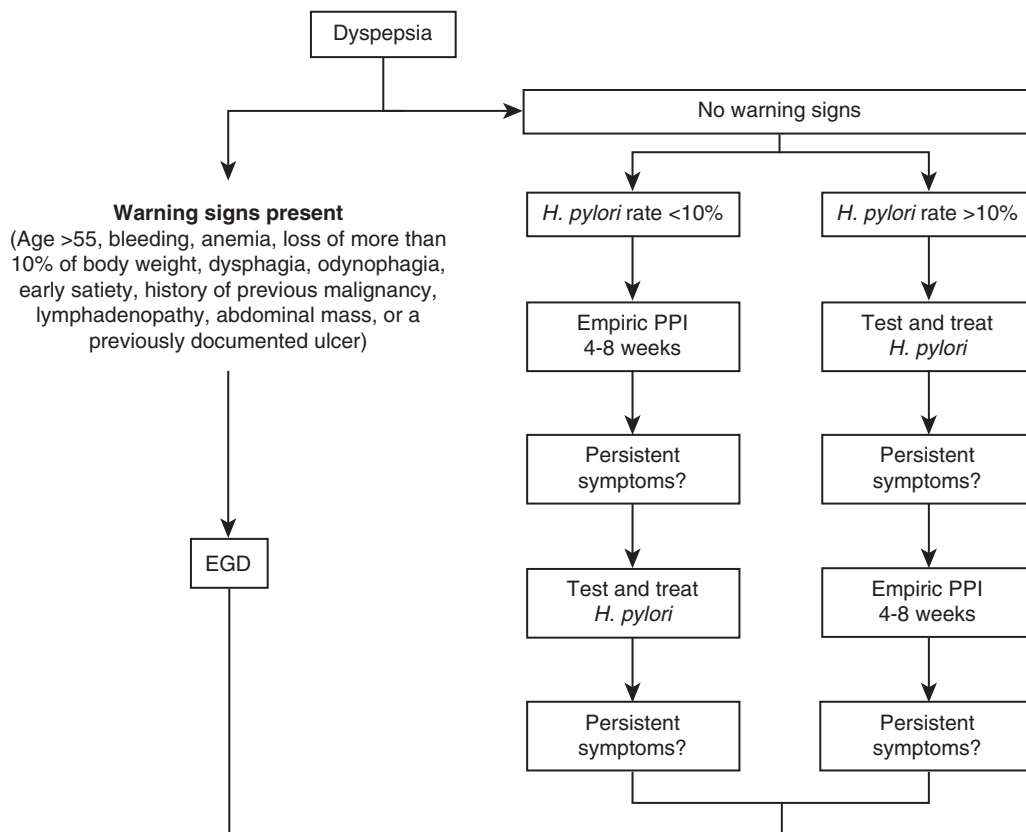 Dyspepsia
No warning signs
Warning signs present
(Age >55, bleeding, anemia, loss of more than
10% of body weight, dysphagia, odynophagia,
early satiety, history of previous malignancy,
lymphadenopathy, abdominal mass, or a
previously documented ulcer)
EGD
H. pylori rate <10%
Empiric PPI
4-8 weeks
Persistent
symptoms?
Test and treat
H. pylori
Persistent
symptoms?
H. pylori rate >10%
Test and treat
H. pylori
Persistent
symptoms?
Empiric PPI
4-8 weeks
Persistent
symptoms?